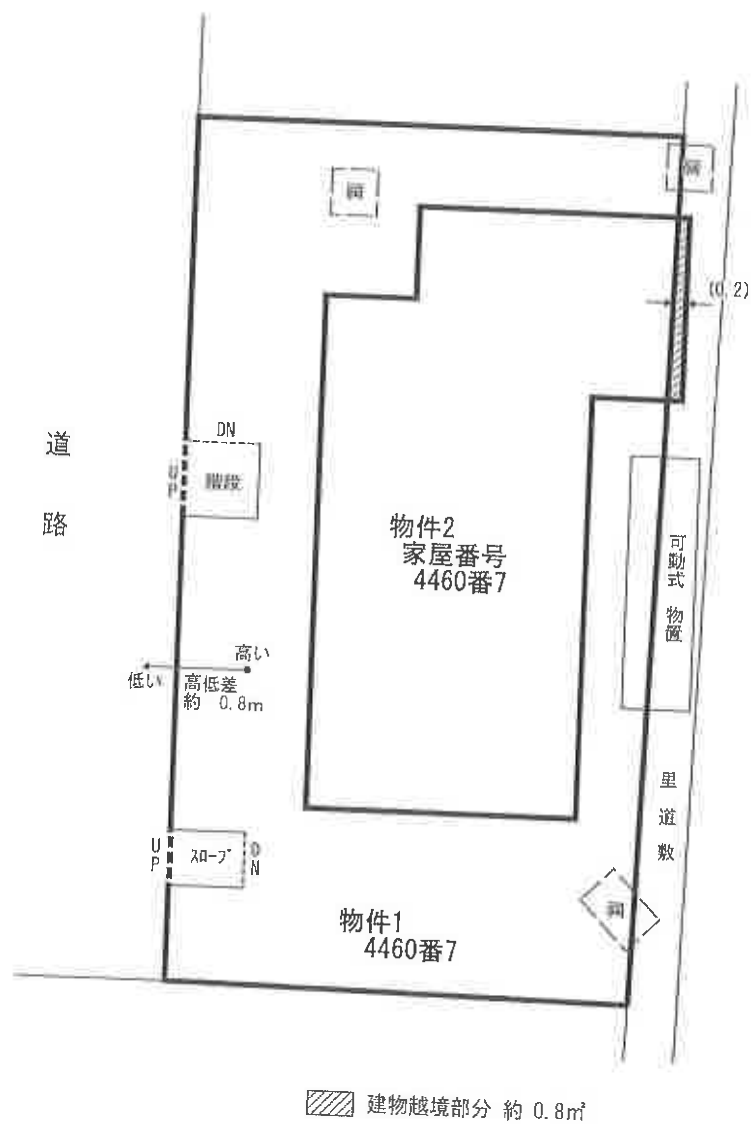 (0.2)
DN
UP
階段
道路
物件2
家屋番号
4460番7
可動式 物置
高い
低い
高低差
約 0.8m
里道敷
UP
スロープ
DN
物件1
4460番7
建物越境部分 約 0.8㎡